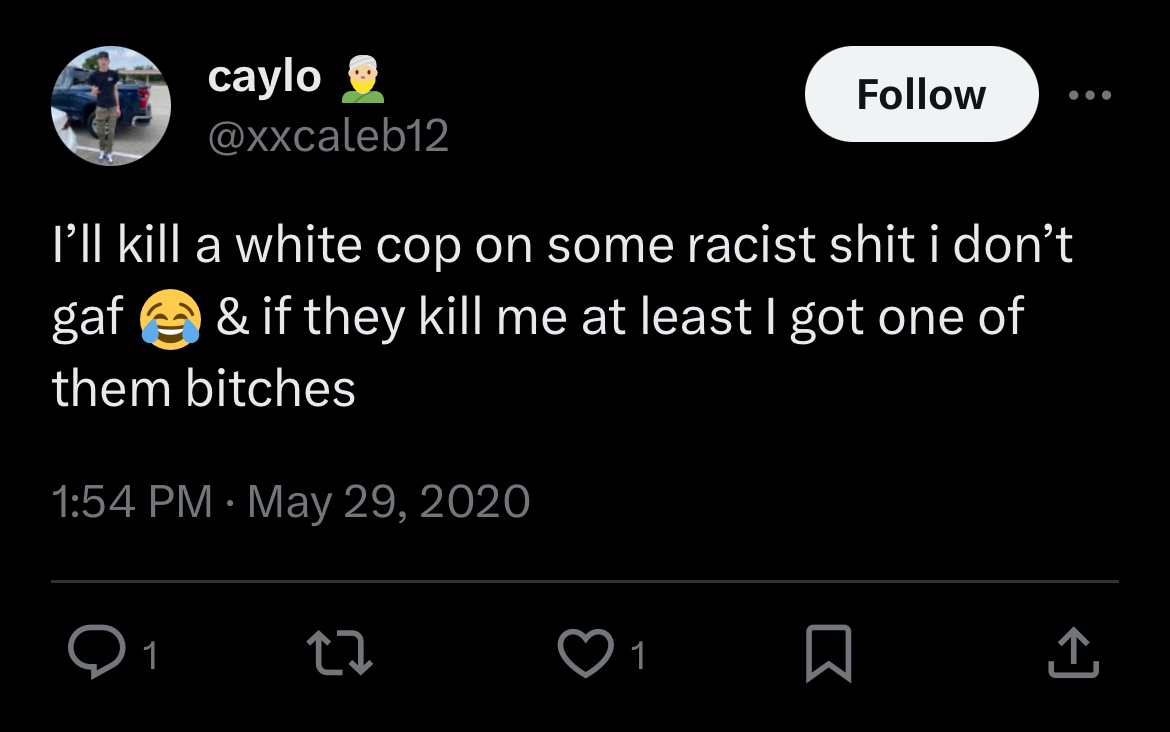 caylo 👳🏻‍♂️
@xxcaleb12
Follow
I’ll kill a white cop on some racist shit i don’t
gaf 😂 & if they kill me at least I got one of
them bitches
1:54 PM · May 29, 2020
1
1